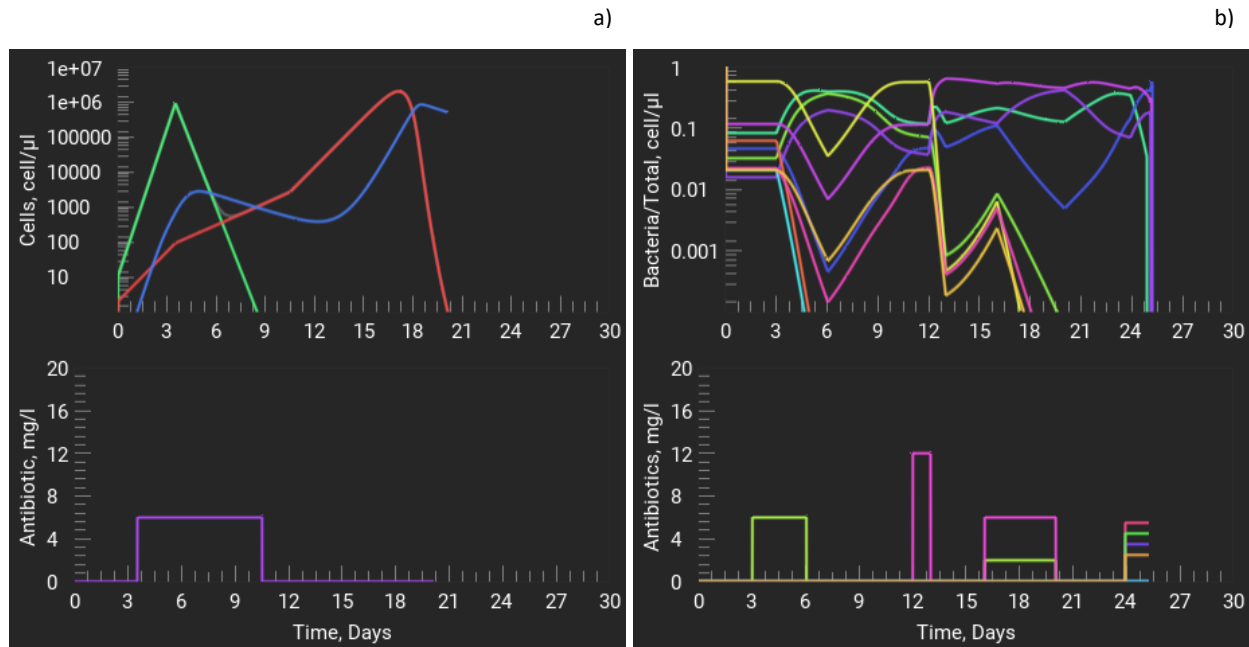 a)
b)
Cells, cell/µl
1e+07
1e+06
100000
10000
1000
100
10
0 3 6 9 12 15 18 21 24 27 30
Bacteria/Total, cell/µl
1
0.1
0.01
0.001
0 3 6 9 12 15 18 21 24 27 30
Antibiotic, mg/l
20
16
12
8
4
0
0 3 6 9 12 15 18 21 24 27 30
Time, Days
Antibiotics, mg/l
20
16
12
8
4
0
0 3 6 9 12 15 18 21 24 27 30
Time, Days